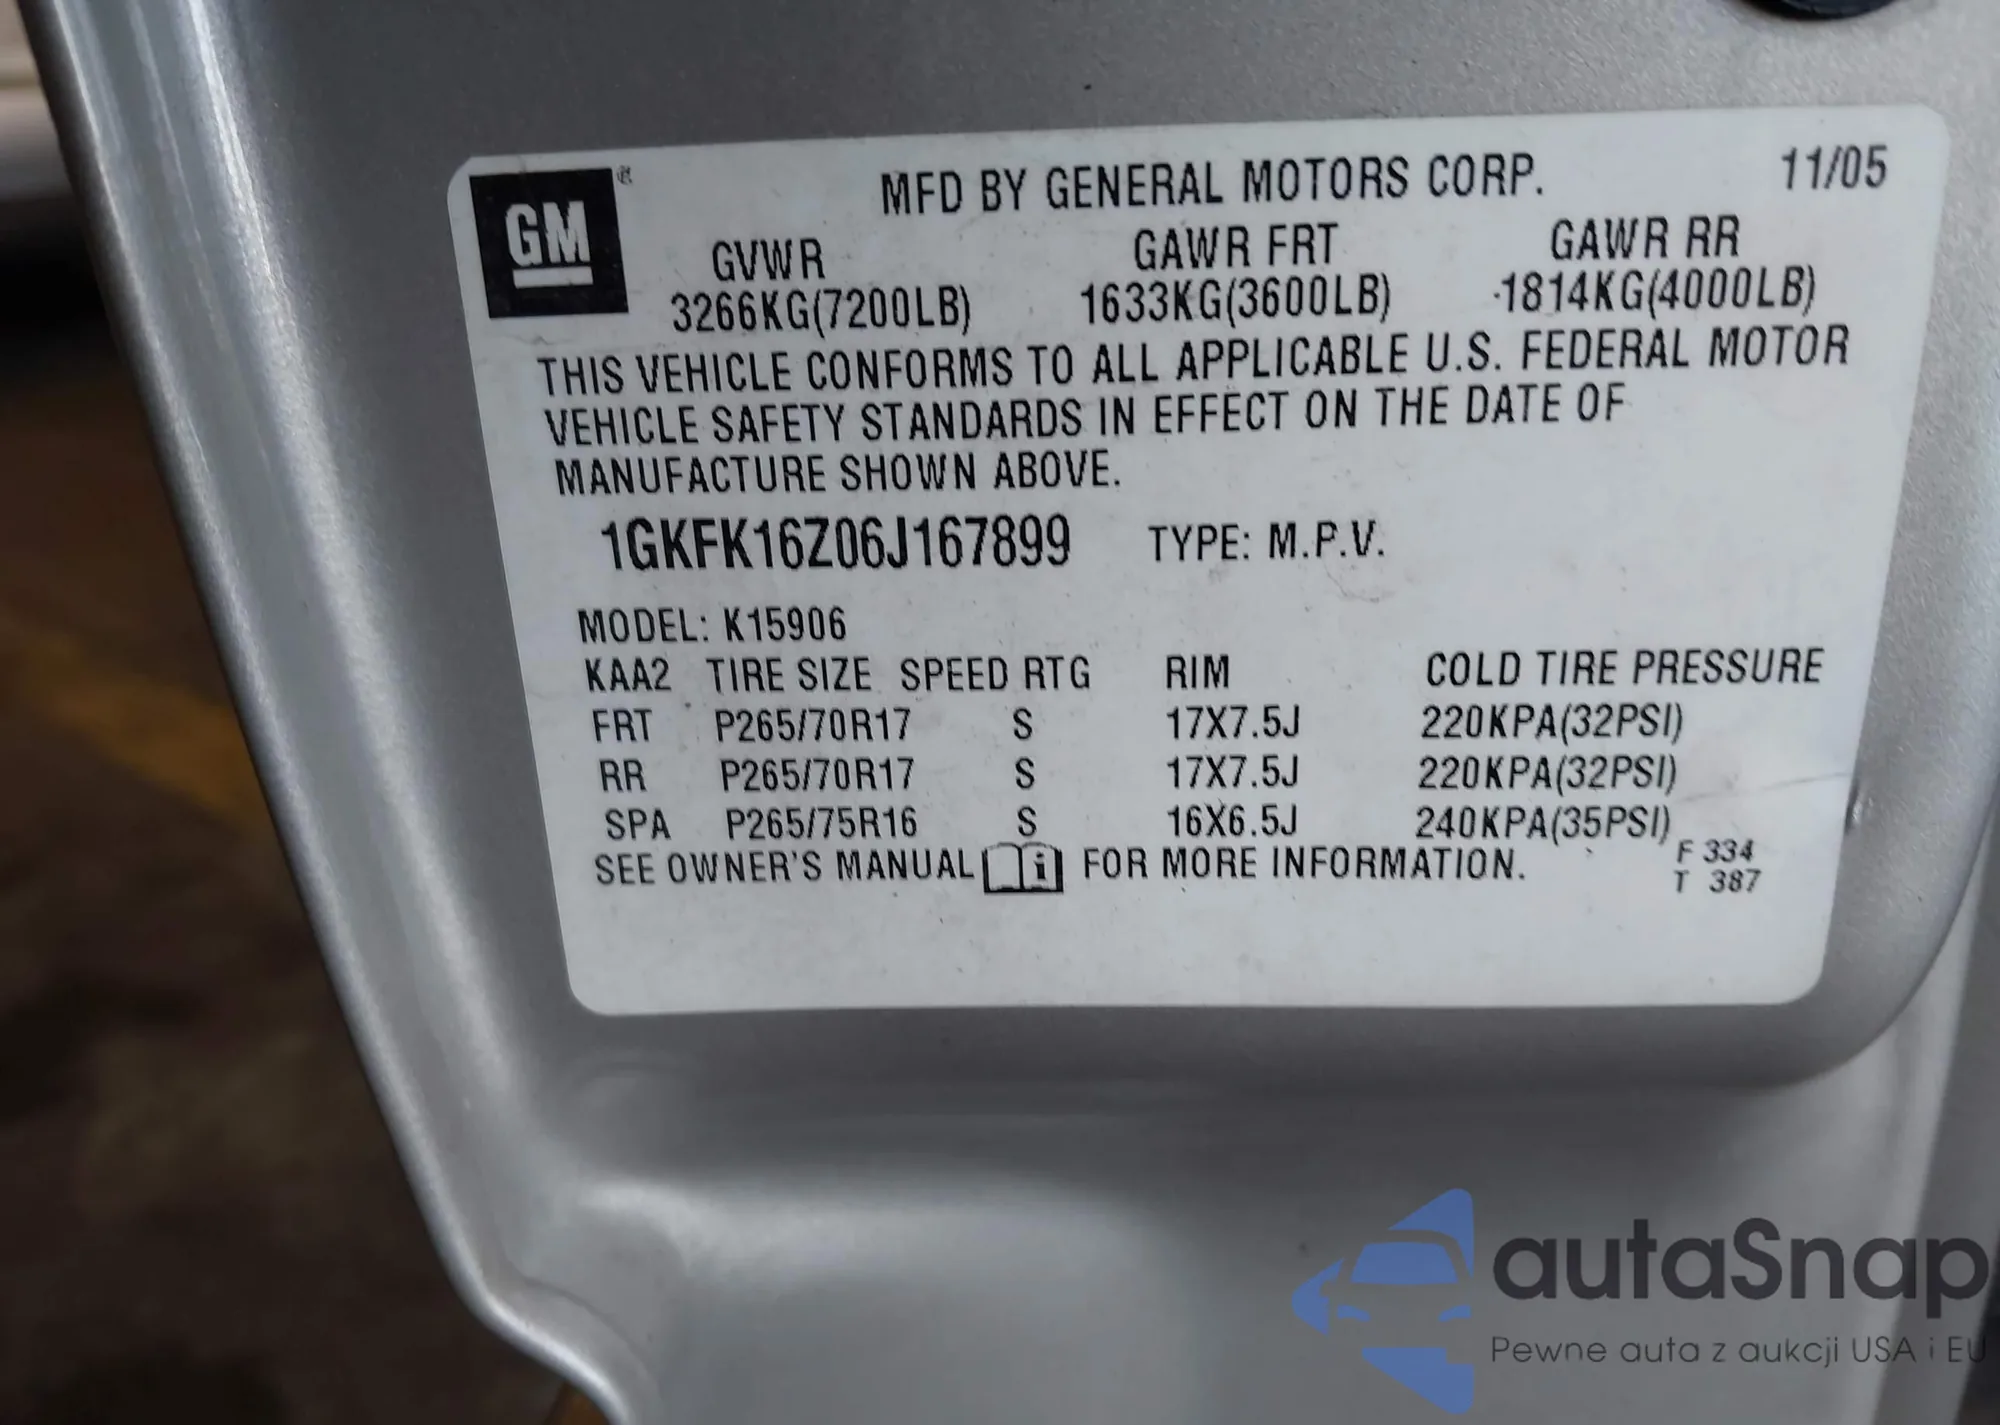 GM
MFD BY GENERAL MOTORS CORP. 11/05
GVWR GAWR FRT GAWR RR
3266KG(7200LB) 1633KG(3600LB) 1814KG(4000LB)
THIS VEHICLE CONFORMS TO ALL APPLICABLE U.S. FEDERAL MOTOR
VEHICLE SAFETY STANDARDS IN EFFECT ON THE DATE OF
MANUFACTURE SHOWN ABOVE.
1GKFK16Z06J167899 TYPE: M.P.V.
MODEL: K15906
KAA2 TIRE SIZE SPEED RTG RIM COLD TIRE PRESSURE
FRT P265/70R17 S 17X7.5J 220KPA(32PSI)
RR P265/70R17 S 17X7.5J 220KPA(32PSI)
SPA P265/75R16 S 16X6.5J 240KPA(35PSI)
SEE OWNER'S MANUAL i FOR MORE INFORMATION.
F 334
T 387
autaSnap
Pewne auta z aukcji USA i EU